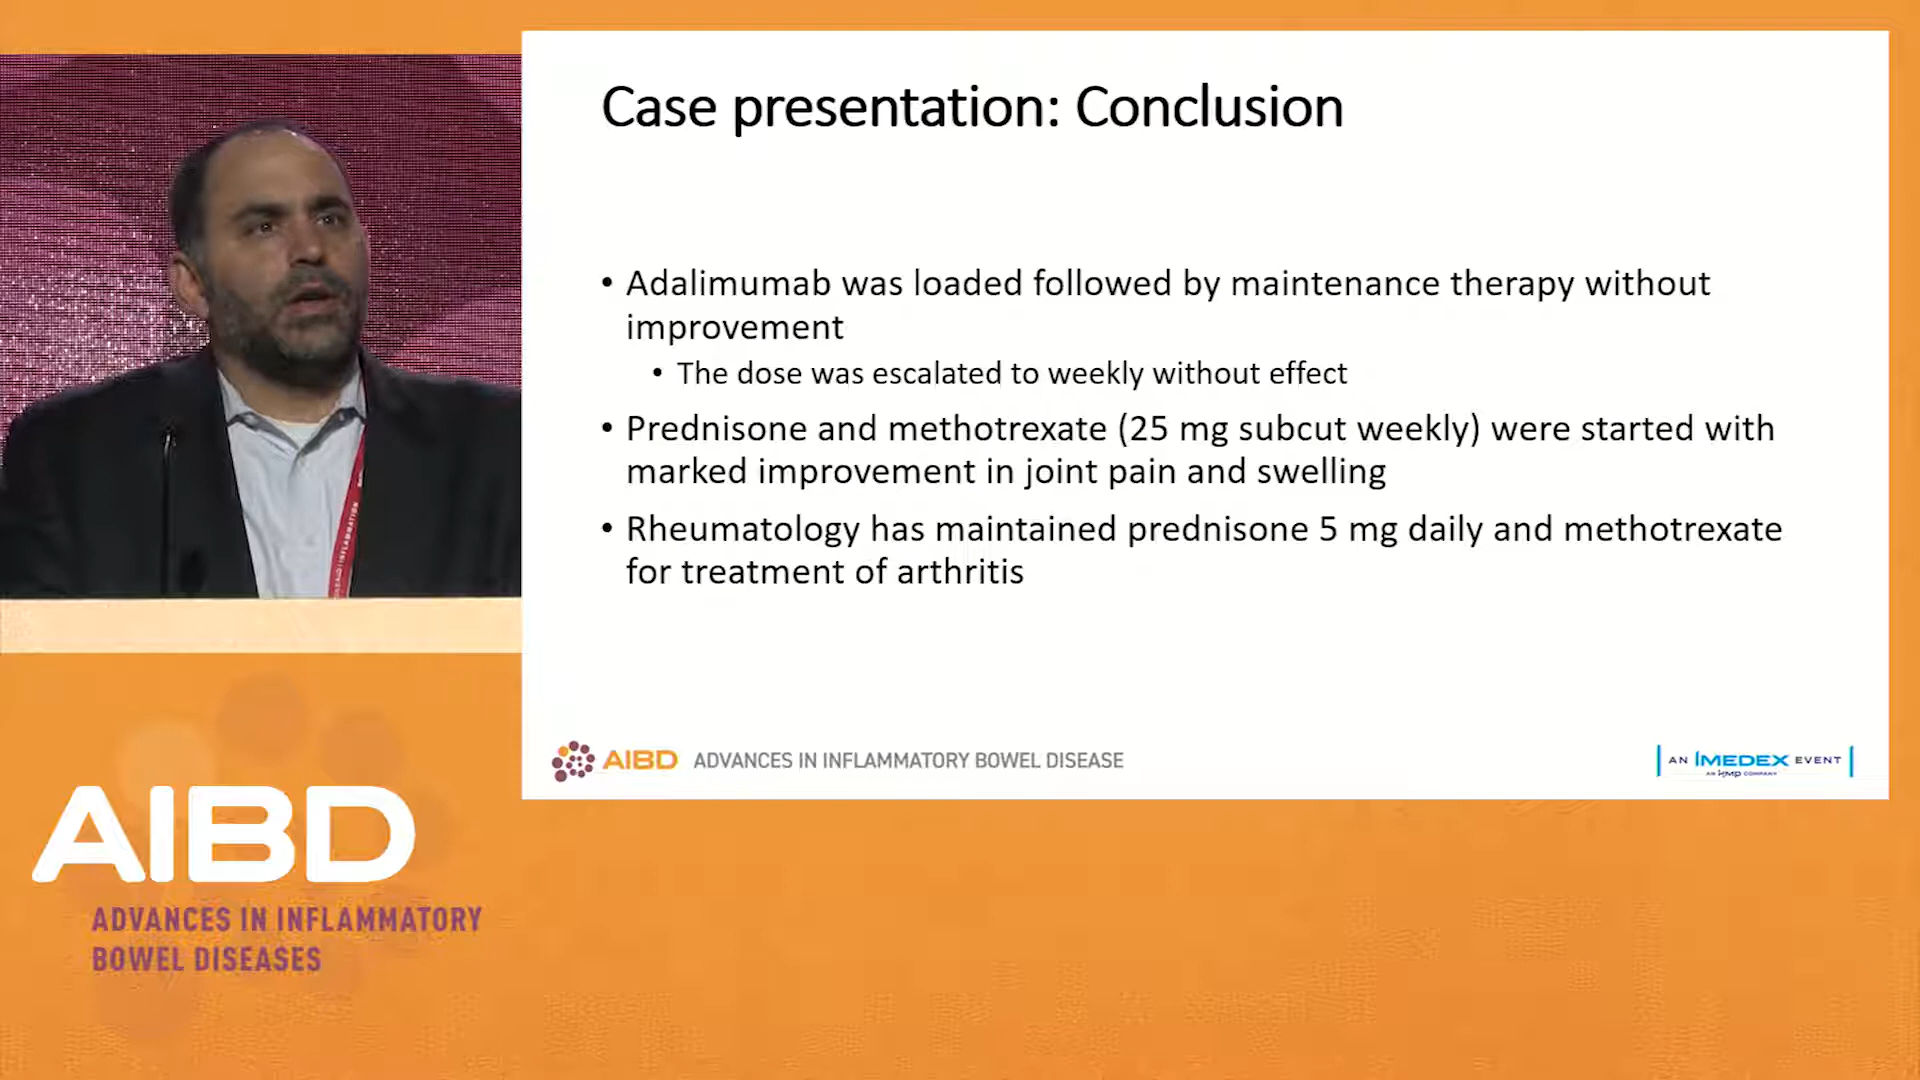 Case presentation: Conclusion
• Adalimumab was loaded followed by maintenance therapy without
improvement
• The dose was escalated to weekly without effect
• Prednisone and methotrexate (25 mg subcut weekly) were started with
marked improvement in joint pain and swelling
• Rheumatology has maintained prednisone 5 mg daily and methotrexate
for treatment of arthritis
AIBD ADVANCES IN INFLAMMATORY BOWEL DISEASE
AN IMEDEX EVENT
AN hmp COMPANY
AIBD
ADVANCES IN INFLAMMATORY
BOWEL DISEASES